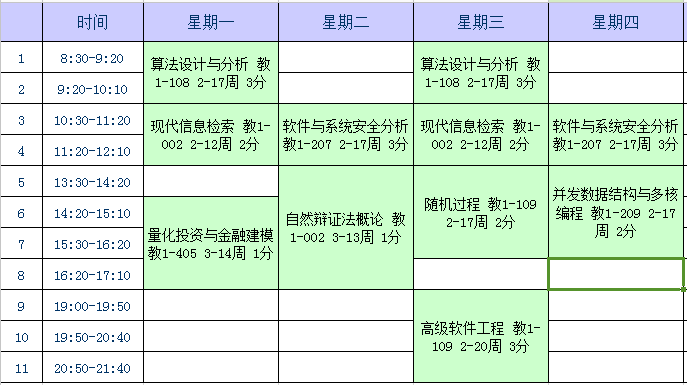 时间 星期一 星期二 星期三 星期四
1 8:30-9:20 算法设计与分析 教1-108 2-17周 3分 算法设计与分析 教1-108 2-17周 3分
2 9:20-10:10
3 10:30-11:20 现代信息检索 教1-002 2-12周 2分 软件与系统安全分析 教1-207 2-17周 3分 现代信息检索 教1-002 2-12周 2分 软件与系统安全分析 教1-207 2-17周 3分
4 11:20-12:10
5 13:30-14:20 自然辩证法概论 教1-002 3-13周 1分 随机过程 教1-109 2-17周 2分 并发数据结构与多核编程 教1-209 2-17周 2分
6 14:20-15:10 量化投资与金融建模 教1-405 3-14周 1分
7 15:30-16:20
8 16:20-17:10
9 19:00-19:50 高级软件工程 教1-109 2-20周 3分
10 19:50-20:40
11 20:50-21:40